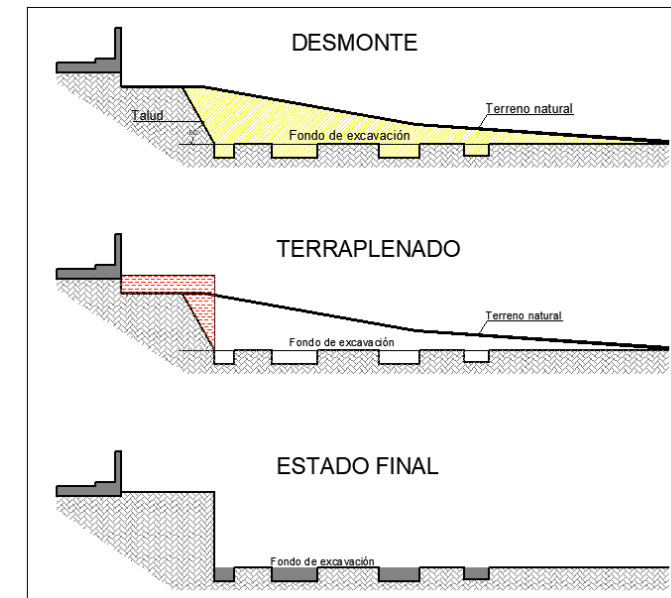 DESMONTE
Talud
Terreno natural
Fondo de excavación
TERRAPLENADO
Terreno natural
Fondo de excavación
ESTADO FINAL
Fondo de excavación